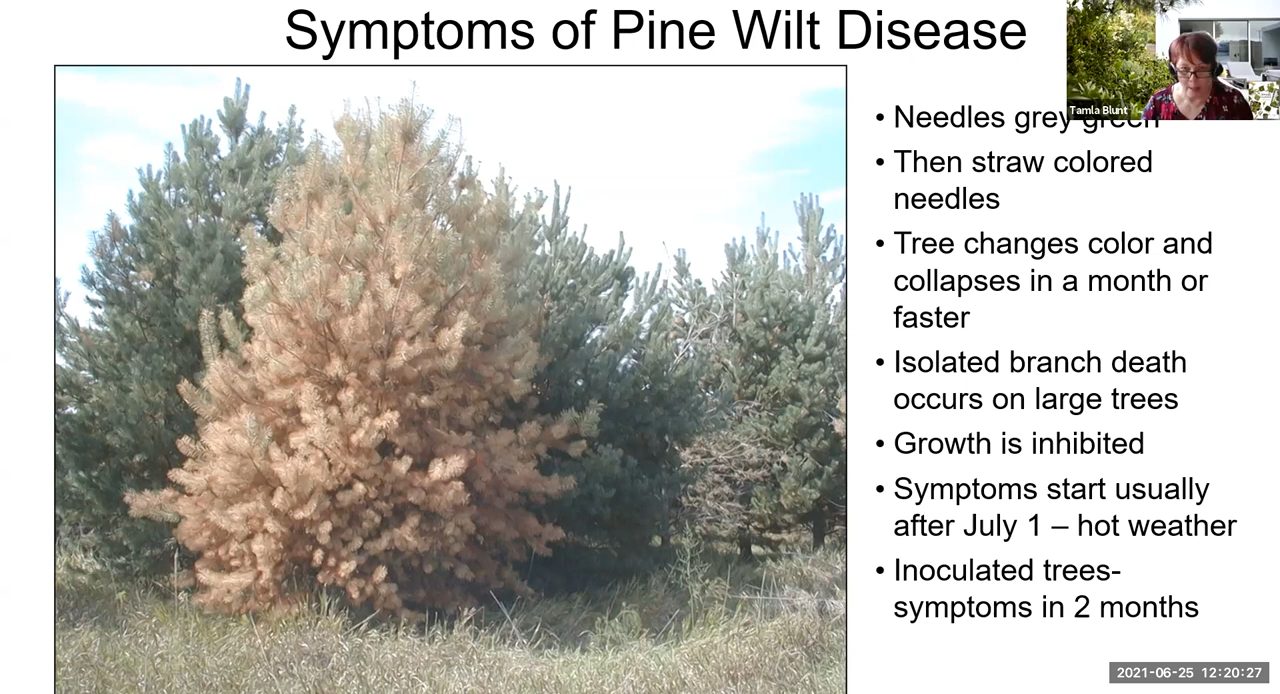 Symptoms of Pine Wilt Disease
Tamla Blunt
• Needles grey green
• Then straw colored
needles
• Tree changes color and
collapses in a month or
faster
• Isolated branch death
occurs on large trees
• Growth is inhibited
• Symptoms start usually
after July 1 – hot weather
• Inoculated trees-
symptoms in 2 months
2021-06-25 12:20:27